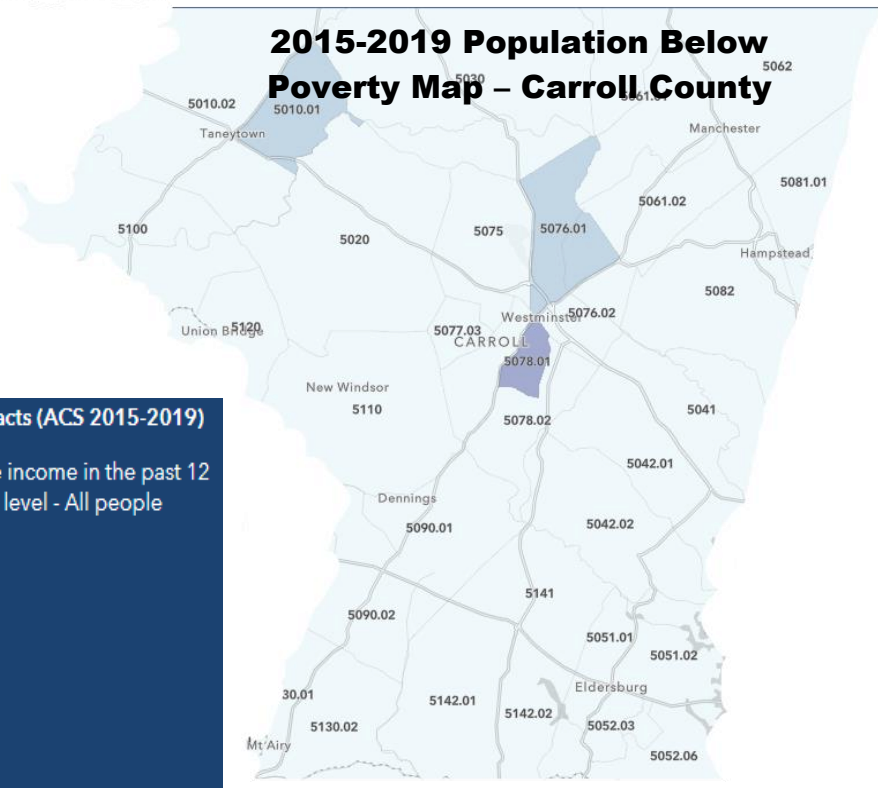 2015-2019 Population Below
Poverty Map – Carroll County
5062
5030
5010.02
5010.01
Taneytown
Manchester
5081.01
5061.02
5100
5020
5075
5076.01
Hampstead
5082
Westminster
5076.02
Union Bridge
5120
5077.03
CARROLL
5078.01
New Windsor
5110
5078.02
5041
acts (ACS 2015-2019)
e income in the past 12
level - All people
5042.01
Dennings
5090.01
5042.02
5141
5090.02
5051.01
5051.02
Eldersburg
30.01
5130.02
5142.01
5142.02
5052.03
Mt Airy
5052.06